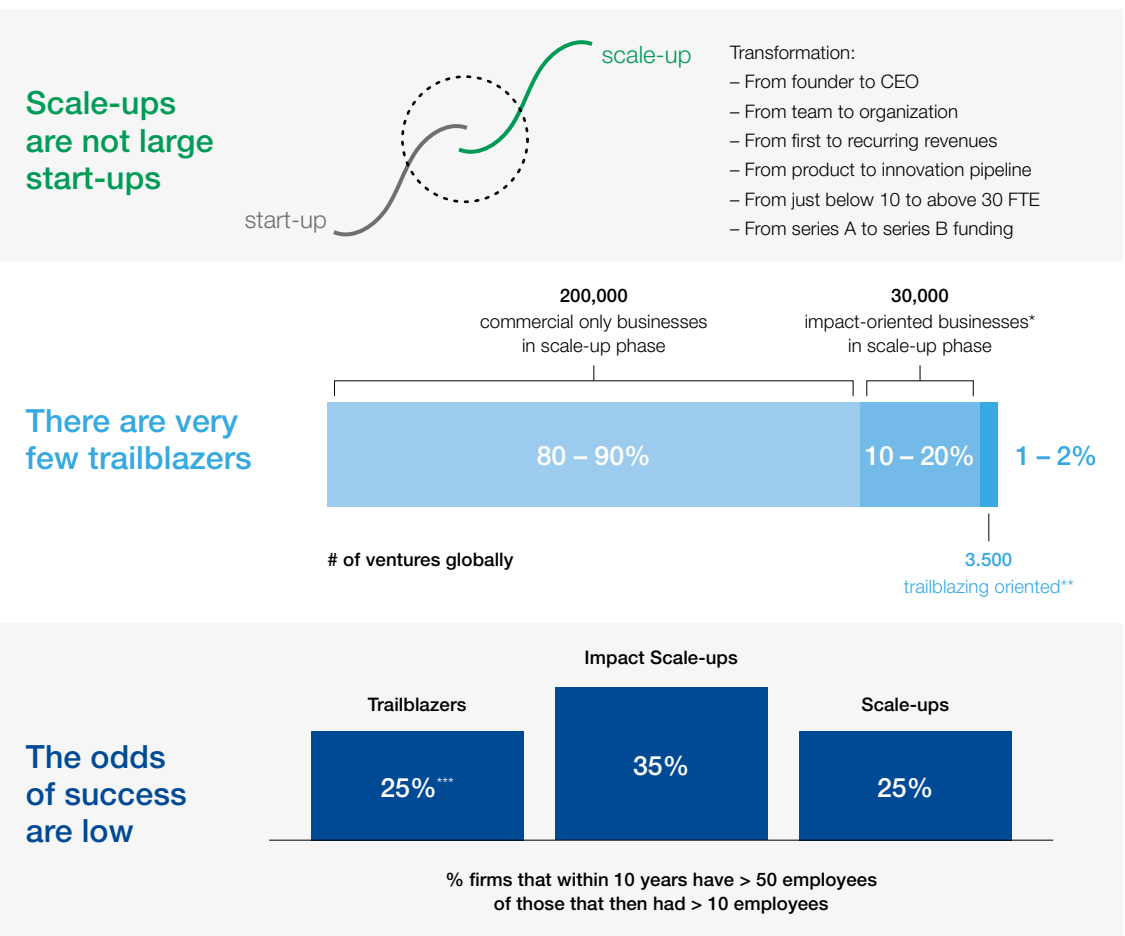 Scale-ups
are not large
start-ups
scale-up
start-up
Transformation:
– From founder to CEO
– From team to organization
– From first to recurring revenues
– From product to innovation pipeline
– From just below 10 to above 30 FTE
– From series A to series B funding
There are very
few trailblazers
200,000
commercial only businesses
in scale-up phase
30,000
impact-oriented businesses*
in scale-up phase
80 – 90%
10 – 20%
1 – 2%
# of ventures globally
3.500
trailblazing oriented**
The odds
of success
are low
Trailblazers
Impact Scale-ups
Scale-ups
25%***
35%
25%
% firms that within 10 years have > 50 employees
of those that then had > 10 employees